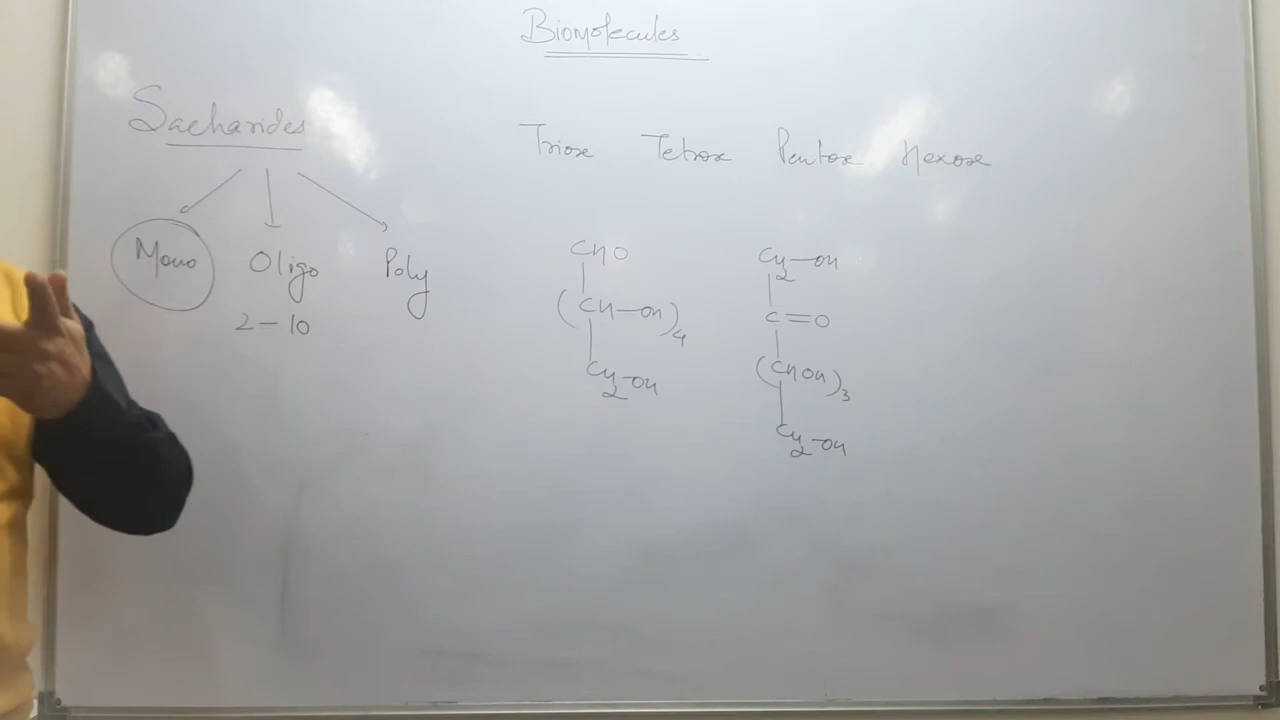 Biomolecules
Sacharides
Mono Oligo Poly
2-10
Triose Tetrose Pentose Hexose
CHO
(CH-OH)4
CH2-OH
CH2-OH
C=O
(CHOH)3
CH2-OH